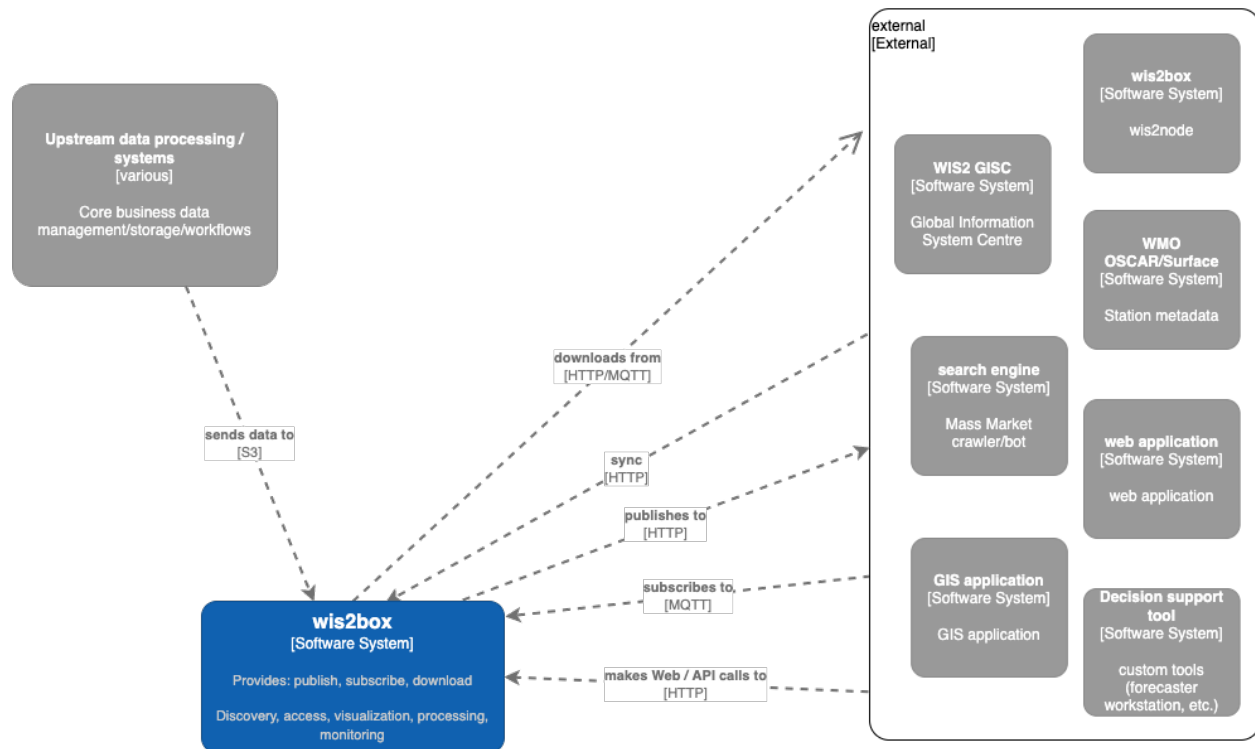 external
[External]
wis2box
[Software System]
wis2node
Upstream data processing /
systems
[various]
Core business data
management/storage/workflows
WIS2 GISC
[Software System]
Global Information
System Centre
WMO
OSCAR/Surface
[Software System]
Station metadata
downloads from
[HTTP/MQTT]
search engine
[Software System]
Mass Market
crawler/bot
sends data to
[S3]
sync
[HTTP]
web application
[Software System]
web application
publishes to
[HTTP]
subscribes to
[MQTT]
GIS application
[Software System]
GIS application
Decision support
tool
[Software System]
custom tools
(forecaster
workstation, etc.)
wis2box
[Software System]
Provides: publish, subscribe, download
Discovery, access, visualization, processing,
monitoring
makes Web / API calls to
[HTTP]